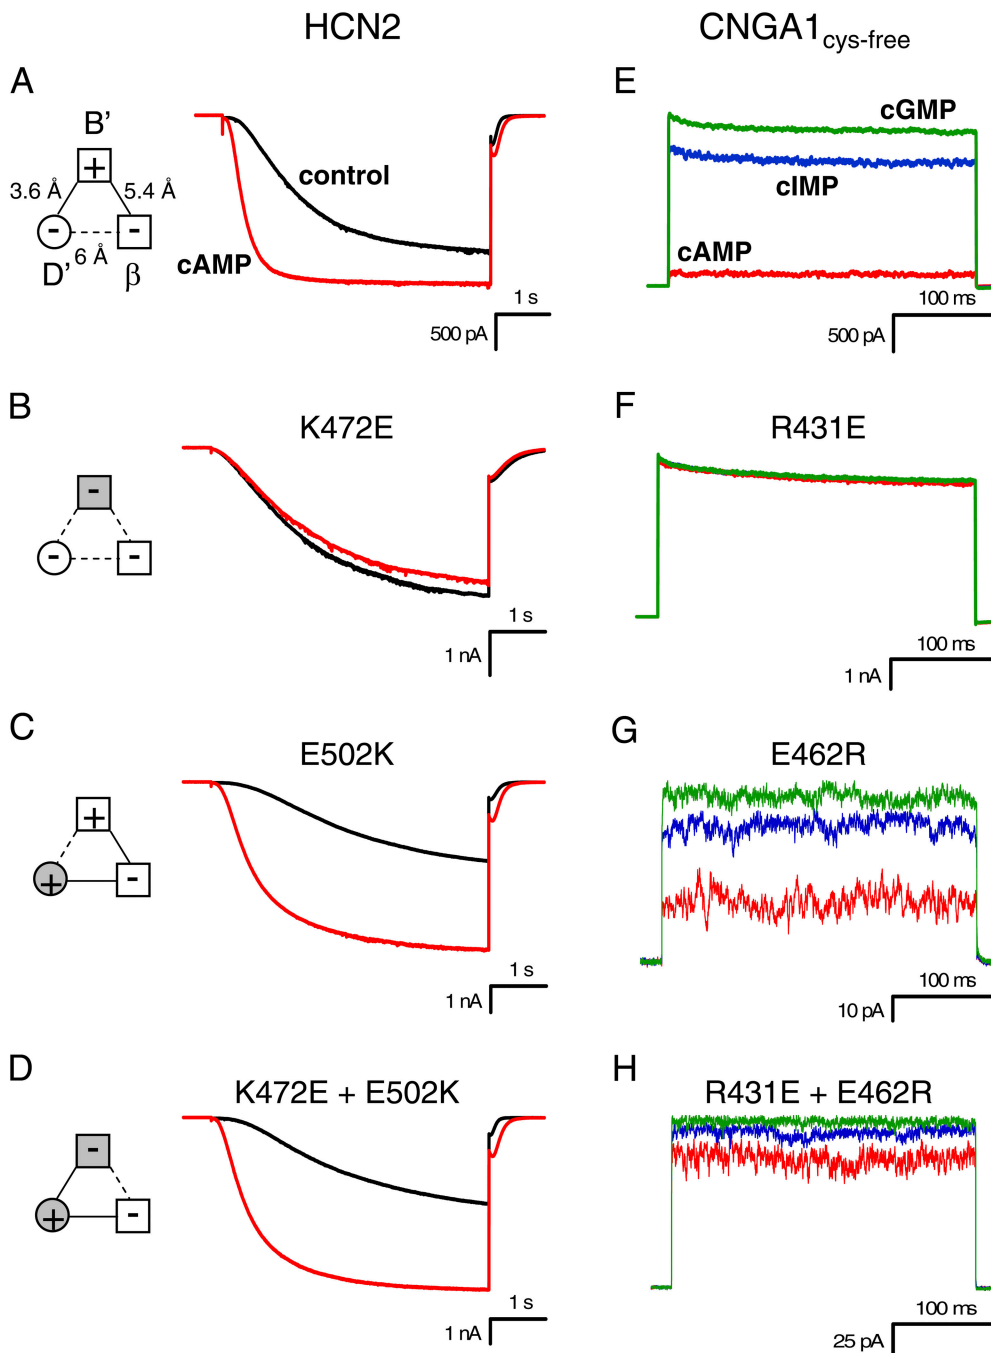 HCN2
CNGA1cys-free
A
B'
+
3.6 Å
5.4 Å
-
-
6 Å
D'
β
control
cAMP
1 s
500 pA
E
cGMP
cIMP
cAMP
100 ms
500 pA
B
K472E
-
-
-
1 s
1 nA
F
R431E
100 ms
1 nA
C
E502K
+
+
-
1 s
1 nA
G
E462R
100 ms
10 pA
D
K472E + E502K
-
+
-
1 s
1 nA
H
R431E + E462R
100 ms
25 pA